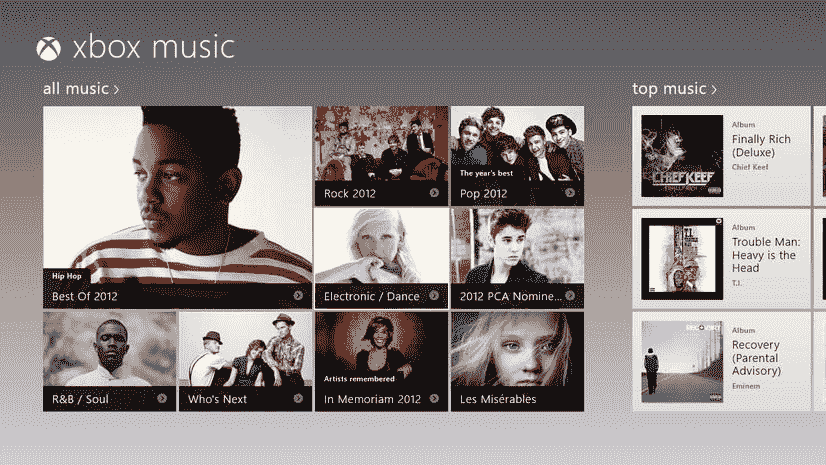 xbox music
all music >
top music >
Hip Hop
Best Of 2012
Rock 2012
The year's best
Pop 2012
Electronic / Dance
2012 PCA Nomine...
R&B / Soul
Who's Next
Artists remembered
In Memoriam 2012
Les Misérables
CHIEF KEEF
FINALLY RICH
Album
Finally Rich
(Deluxe)
Chief Keef
Album
Trouble Man:
Heavy is the
Head
T.I.
RECOVERY
Album
Recovery
(Parental
Advisory)
Eminem